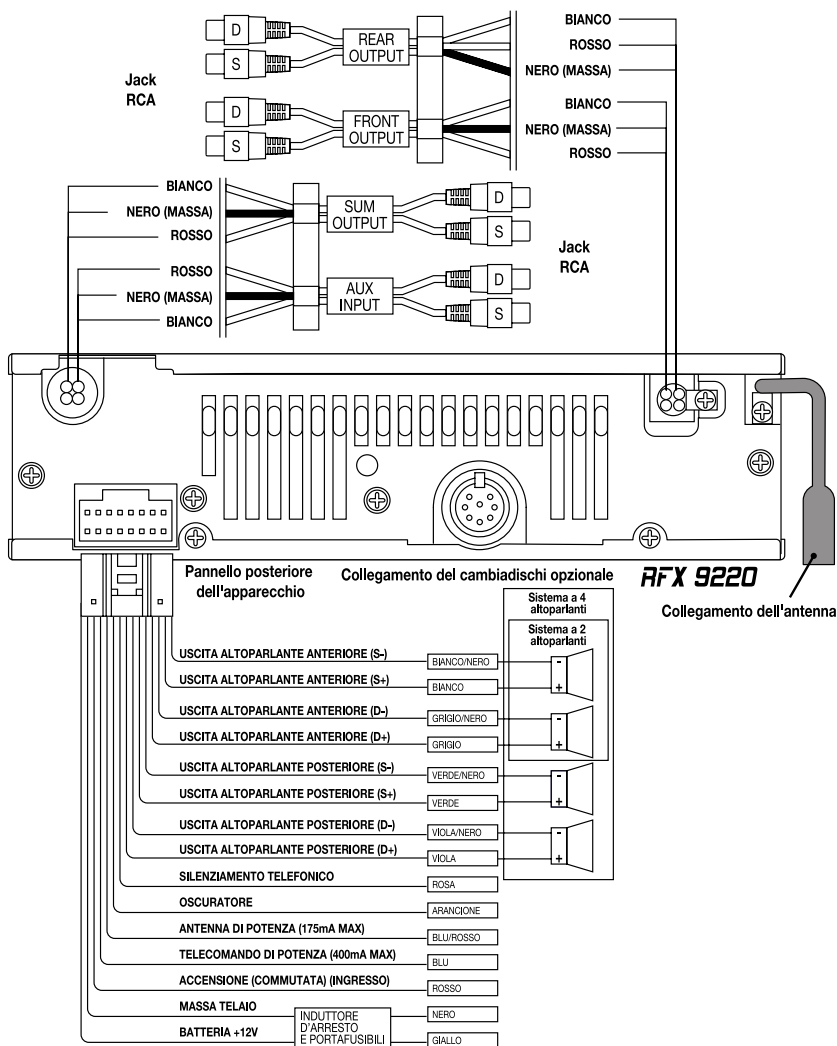 BIANCO
D
REAR
OUTPUT
ROSSO
S
NERO (MASSA)
Jack
RCA
D
FRONT
OUTPUT
BIANCO
S
NERO (MASSA)
ROSSO
BIANCO
NERO (MASSA)
ROSSO
SUM
OUTPUT
D
S
Jack
RCA
ROSSO
NERO (MASSA)
BIANCO
AUX
INPUT
D
S
Pannello posteriore
dell'apparecchio
Collegamento del cambiadischi opzionale
RFX 9220
Collegamento dell'antenna
Sistema a 4
altoparlanti
Sistema a 2
altoparlanti
USCITA ALTOPARLANTE ANTERIORE (S-)
BIANCO/NERO
-
USCITA ALTOPARLANTE ANTERIORE (S+)
BIANCO
+
USCITA ALTOPARLANTE ANTERIORE (D-)
GRIGIO/NERO
-
USCITA ALTOPARLANTE ANTERIORE (D+)
GRIGIO
+
USCITA ALTOPARLANTE POSTERIORE (S-)
VERDE/NERO
-
USCITA ALTOPARLANTE POSTERIORE (S+)
VERDE
+
USCITA ALTOPARLANTE POSTERIORE (D-)
VIOLA/NERO
-
USCITA ALTOPARLANTE POSTERIORE (D+)
VIOLA
+
SILENZIAMENTO TELEFONICO
ROSA
OSCURATORE
ARANCIONE
ANTENNA DI POTENZA (175mA MAX)
BLU/ROSSO
TELECOMANDO DI POTENZA (400mA MAX)
BLU
ACCENSIONE (COMMUTATA) (INGRESSO)
ROSSO
MASSA TELAIO
NERO
INDUTTORE
D'ARRESTO
E PORTAFUSIBILI
BATTERIA +12V
GIALLO